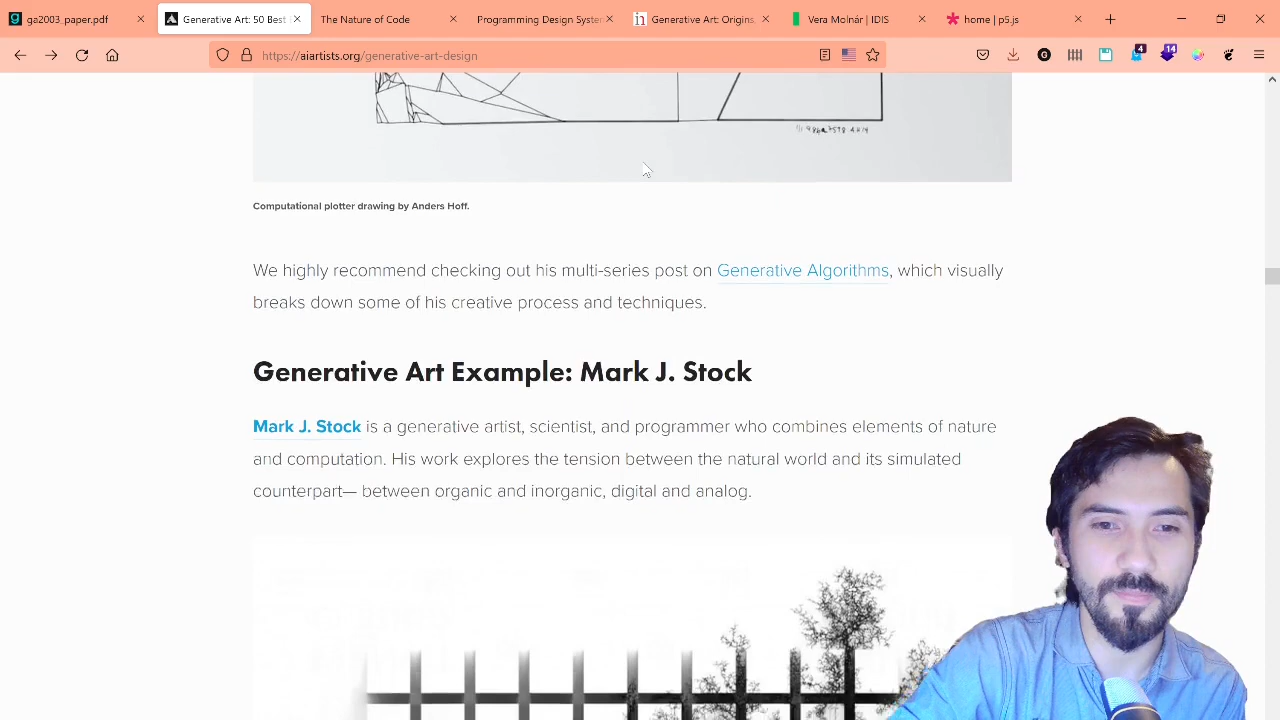 ga2003_paper.pdf
Generative Art: 50 Best
The Nature of Code
Programming Design System
Generative Art: Origins,
Vera Molnár | IDIS
home | p5.js
https://aiartists.org/generative-art-design
4
14
Computational plotter drawing by Anders Hoff.
We highly recommend checking out his multi-series post on Generative Algorithms, which visually
breaks down some of his creative process and techniques.
Generative Art Example: Mark J. Stock
Mark J. Stock is a generative artist, scientist, and programmer who combines elements of nature
and computation. His work explores the tension between the natural world and its simulated
counterpart— between organic and inorganic, digital and analog.